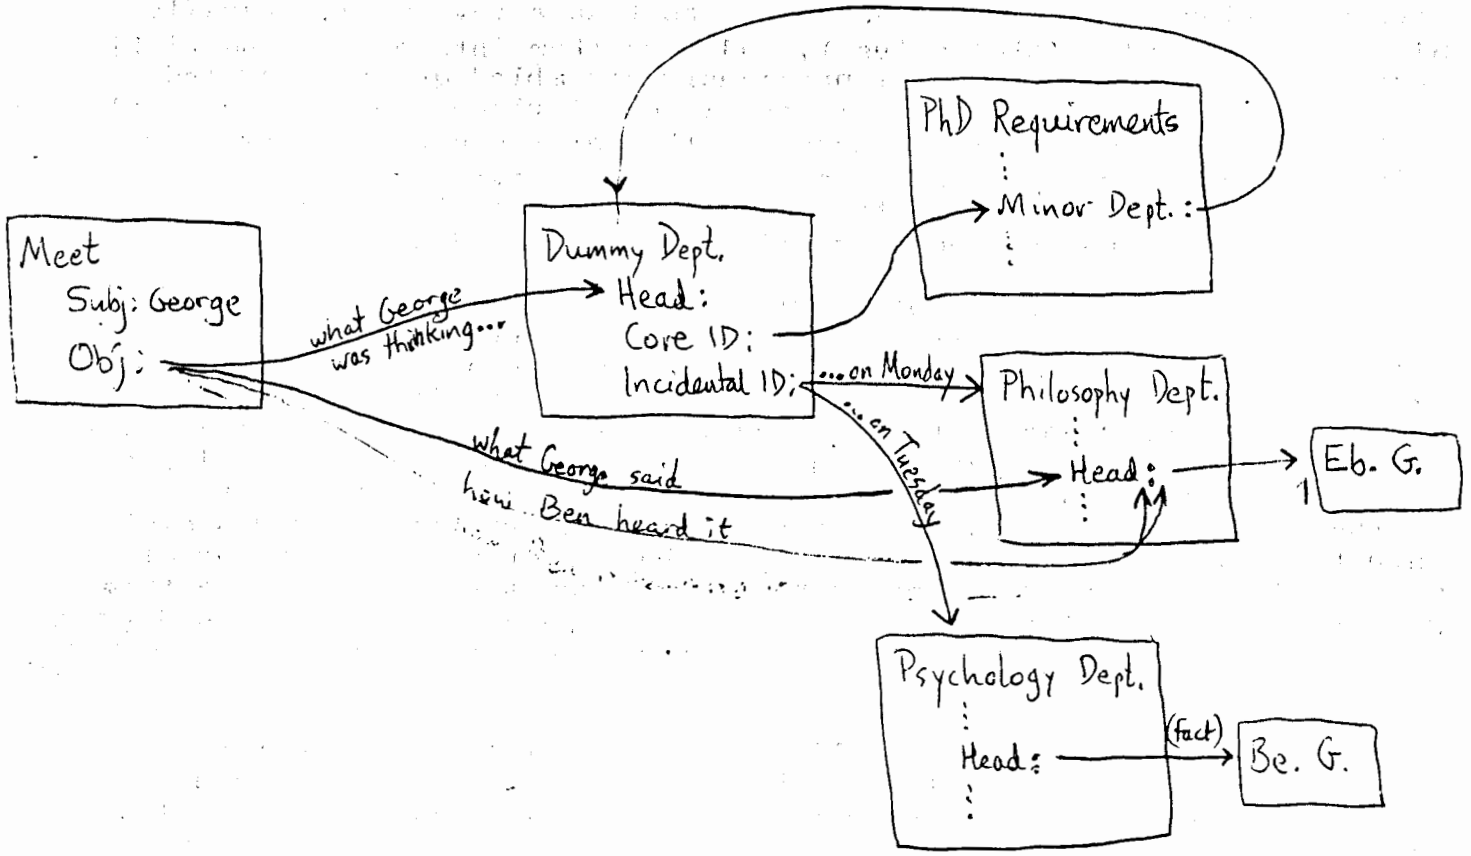 PhD Requirements
Minor Dept. :
Meet
Subj: George
Obj:
what George
was thinking...
Dummy Dept.
Head:
Core ID:
Incidental ID:
...on Monday
...on Tuesday
Philosophy Dept.
Head:
Eb. G.
what George said
Ben heard it
Psychology Dept.
Head:
(fact)
Be. G.